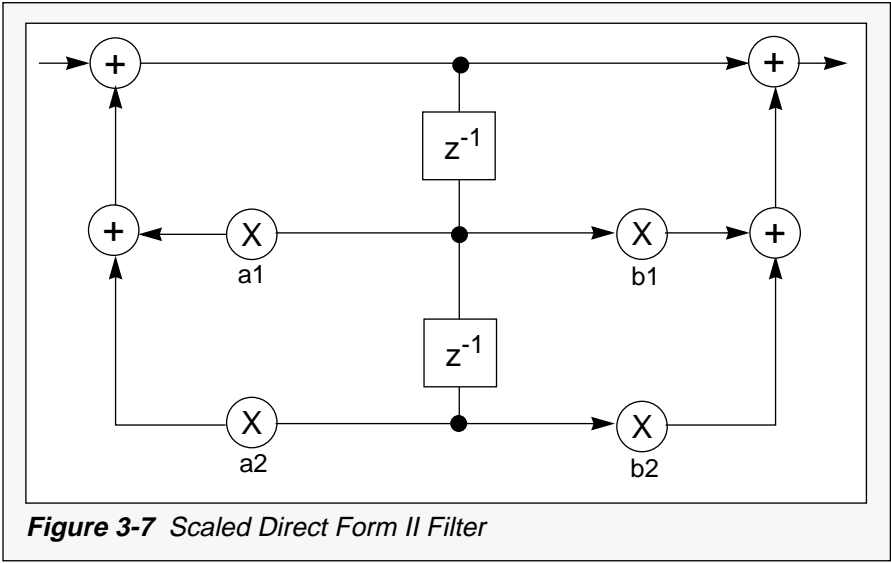 + +
z-1
+ X X +
a1 b1
z-1
X X
a2 b2
Figure 3-7 Scaled Direct Form II Filter